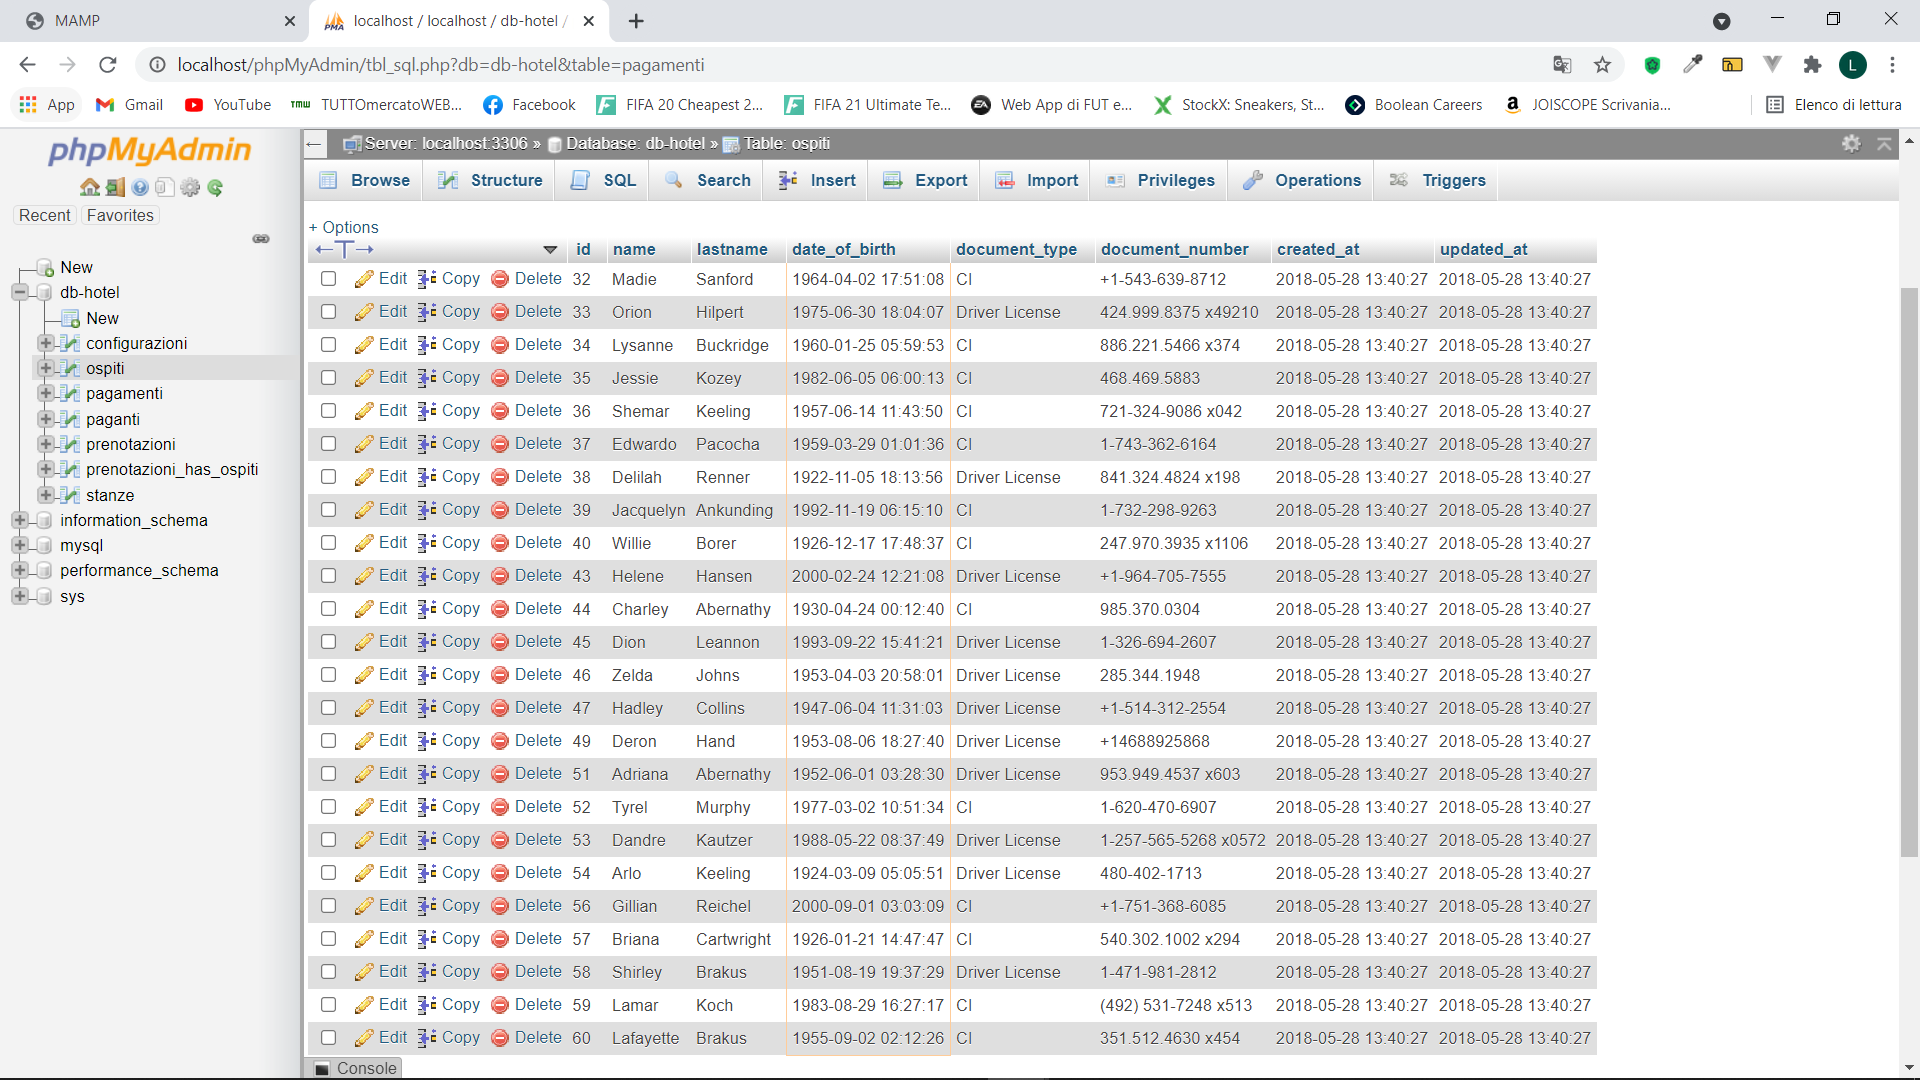 MAMP
localhost / localhost / db-hotel /
localhost/phpMyAdmin/tbl_sql.php?db=db-hotel&table=pagamenti
L
App Gmail YouTube TMW TUTTOmercatoWEB... Facebook FIFA 20 Cheapest 2... FIFA 21 Ultimate Te... Web App di FUT e... StockX: Sneakers, St... Boolean Careers JOISCOPE Scrivania... Elenco di lettura
phpMyAdmin
Recent Favorites
New
db-hotel
New
configurazioni
ospiti
pagamenti
paganti
prenotazioni
prenotazioni_has_ospiti
stanze
information_schema
mysql
performance_schema
sys
Server: localhost:3306 » Database: db-hotel » Table: ospiti
Browse Structure SQL Search Insert Export Import Privileges Operations Triggers
+ Options
id name lastname date_of_birth document_type document_number created_at updated_at
Edit Copy Delete 32 Madie Sanford 1964-04-02 17:51:08 CI +1-543-639-8712 2018-05-28 13:40:27 2018-05-28 13:40:27
Edit Copy Delete 33 Orion Hilpert 1975-06-30 18:04:07 Driver License 424.999.8375 x49210 2018-05-28 13:40:27 2018-05-28 13:40:27
Edit Copy Delete 34 Lysanne Buckridge 1960-01-25 05:59:53 CI 886.221.5466 x374 2018-05-28 13:40:27 2018-05-28 13:40:27
Edit Copy Delete 35 Jessie Kozey 1982-06-05 06:00:13 CI 468.469.5883 2018-05-28 13:40:27 2018-05-28 13:40:27
Edit Copy Delete 36 Shemar Keeling 1957-06-14 11:43:50 CI 721-324-9086 x042 2018-05-28 13:40:27 2018-05-28 13:40:27
Edit Copy Delete 37 Edwardo Pacocha 1959-03-29 01:01:36 CI 1-743-362-6164 2018-05-28 13:40:27 2018-05-28 13:40:27
Edit Copy Delete 38 Delilah Renner 1922-11-05 18:13:56 Driver License 841.324.4824 x198 2018-05-28 13:40:27 2018-05-28 13:40:27
Edit Copy Delete 39 Jacquelyn Ankunding 1992-11-19 06:15:10 CI 1-732-298-9263 2018-05-28 13:40:27 2018-05-28 13:40:27
Edit Copy Delete 40 Willie Borer 1926-12-17 17:48:37 CI 247.970.3935 x1106 2018-05-28 13:40:27 2018-05-28 13:40:27
Edit Copy Delete 43 Helene Hansen 2000-02-24 12:21:08 Driver License +1-964-705-7555 2018-05-28 13:40:27 2018-05-28 13:40:27
Edit Copy Delete 44 Charley Abernathy 1930-04-24 00:12:40 CI 985.370.0304 2018-05-28 13:40:27 2018-05-28 13:40:27
Edit Copy Delete 45 Dion Leannon 1993-09-22 15:41:21 Driver License 1-326-694-2607 2018-05-28 13:40:27 2018-05-28 13:40:27
Edit Copy Delete 46 Zelda Johns 1953-04-03 20:58:01 Driver License 285.344.1948 2018-05-28 13:40:27 2018-05-28 13:40:27
Edit Copy Delete 47 Hadley Collins 1947-06-04 11:31:03 Driver License +1-514-312-2554 2018-05-28 13:40:27 2018-05-28 13:40:27
Edit Copy Delete 49 Deron Hand 1953-08-06 18:27:40 Driver License +14688925868 2018-05-28 13:40:27 2018-05-28 13:40:27
Edit Copy Delete 51 Adriana Abernathy 1952-06-01 03:28:30 Driver License 953.949.4537 x603 2018-05-28 13:40:27 2018-05-28 13:40:27
Edit Copy Delete 52 Tyrel Murphy 1977-03-02 10:51:34 CI 1-620-470-6907 2018-05-28 13:40:27 2018-05-28 13:40:27
Edit Copy Delete 53 Dandre Kautzer 1988-05-22 08:37:49 Driver License 1-257-565-5268 x0572 2018-05-28 13:40:27 2018-05-28 13:40:27
Edit Copy Delete 54 Arlo Keeling 1924-03-09 05:05:51 Driver License 480-402-1713 2018-05-28 13:40:27 2018-05-28 13:40:27
Edit Copy Delete 56 Gillian Reichel 2000-09-01 03:03:09 CI +1-751-368-6085 2018-05-28 13:40:27 2018-05-28 13:40:27
Edit Copy Delete 57 Briana Cartwright 1926-01-21 14:47:47 CI 540.302.1002 x294 2018-05-28 13:40:27 2018-05-28 13:40:27
Edit Copy Delete 58 Shirley Brakus 1951-08-19 19:37:29 Driver License 1-471-981-2812 2018-05-28 13:40:27 2018-05-28 13:40:27
Edit Copy Delete 59 Lamar Koch 1983-08-29 16:27:17 CI (492) 531-7248 x513 2018-05-28 13:40:27 2018-05-28 13:40:27
Edit Copy Delete 60 Lafayette Brakus 1955-09-02 02:12:26 CI 351.512.4630 x454 2018-05-28 13:40:27 2018-05-28 13:40:27
Console